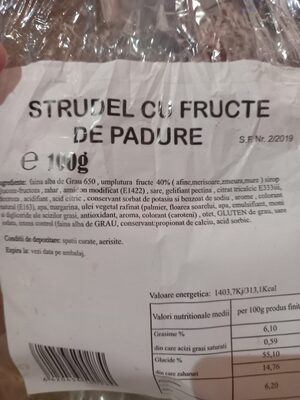 STRUDEL CU FRUCTE
DE PADURE
S.F. Nr. 2/2019
e 100g
Ingrediente: faina alba de Grau 650, umplutura fructe 40% ( afine,merisoare,zmeura,mure ) sirop
glucoza-fructoza , zahar, amidon modificat (E1422) , sare, gelifiant pectina , citrat tricalcic E333iii,
, acidifiant , acid citric , conservant sorbat de potasiu si benzoat de sodiu , arome , colorant
natural (E163), apa, margarina, ulei vegetal rafinat (palmier, floarea soarelui, apa, emulsifianti, moni
si digliceride ale acizilor grasi, antioxidant, aroma, colorant (caroteni) , otet, GLUTEN de grau, sare
iodata, inima control (faina alba de GRAU, conservant:propionat de calciu, acid sorbic.
Conditii de depozitare: spatii curate, aerisite.
Expira la: vezi data pe ambalaj.
Valoare energetica: 1403,7Kj/313,1Kcal
Valori nutritionale medii per 100g produs finit
Grasime % 6,10
din care acizi grasi saturati 0,59
Glucide % 55,10
din care zaharuri 14,76
6,20